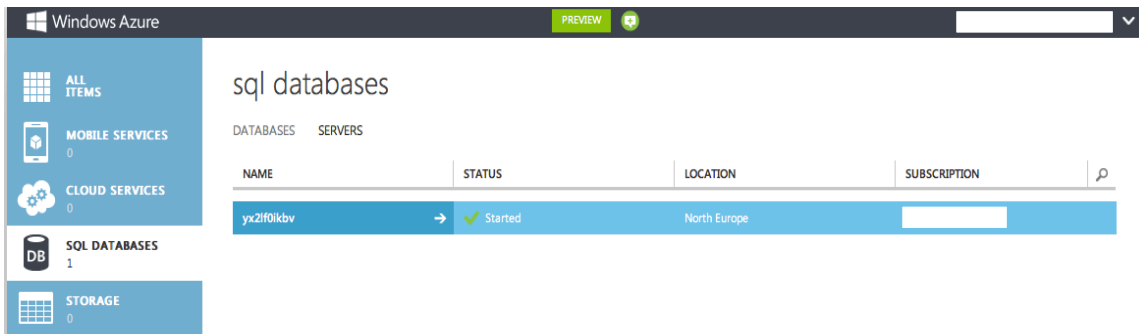 Windows Azure
PREVIEW
ALL
ITEMS
MOBILE SERVICES
0
CLOUD SERVICES
0
SQL DATABASES
1
DB
STORAGE
0
sql databases
DATABASES SERVERS
NAME STATUS LOCATION SUBSCRIPTION
yx2lf0ikbv Started North Europe